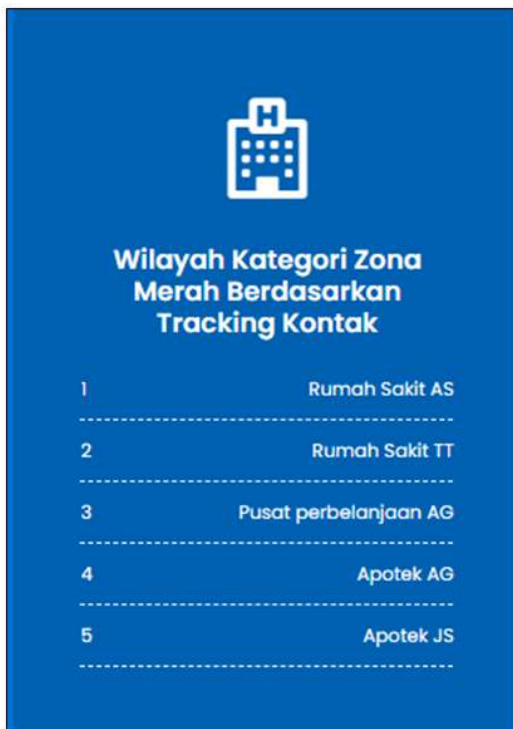 H
Wilayah Kategori Zona
Merah Berdasarkan
Tracking Kontak
1 Rumah Sakit AS
2 Rumah Sakit TT
3 Pusat perbelanjaan AG
4 Apotek AG
5 Apotek JS